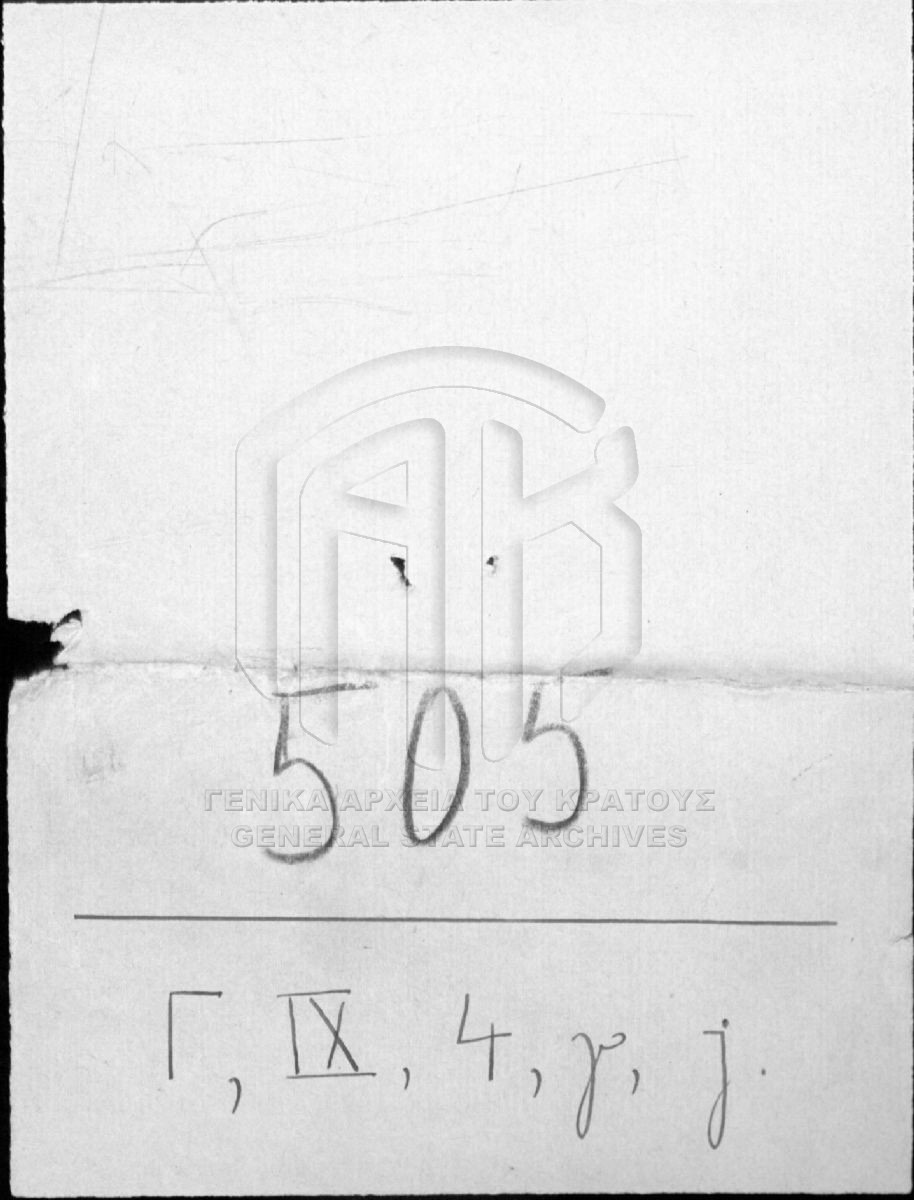 505
ΓΕΝΙΚΑ ΑΡΧΕΙΑ ΤΟΥ ΚΡΑΤΟΥΣ
GENERAL STATE ARCHIVES
Γ, IX, 4, γ, j.